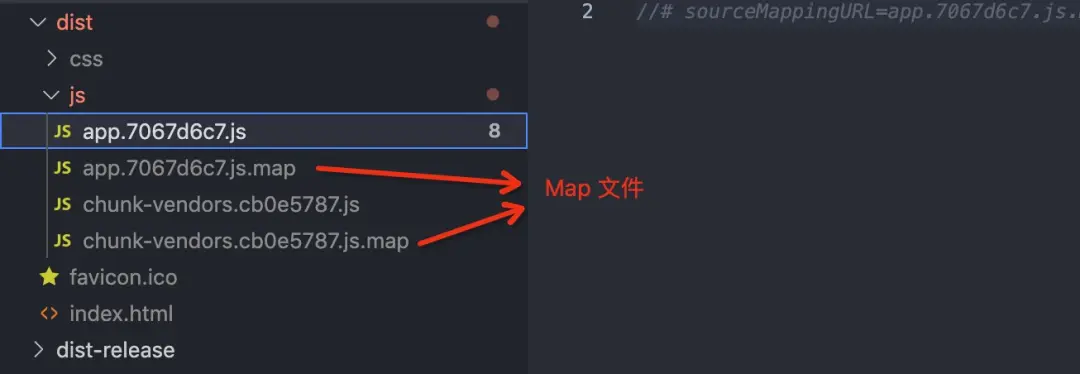 dist
css
js
JS app.7067d6c7.js 8
JS app.7067d6c7.js.map
JS chunk-vendors.cb0e5787.js
JS chunk-vendors.cb0e5787.js.map
favicon.ico
<> index.html
dist-release
2 //# sourceMappingURL=app.7067d6c7.js.
Map 文件